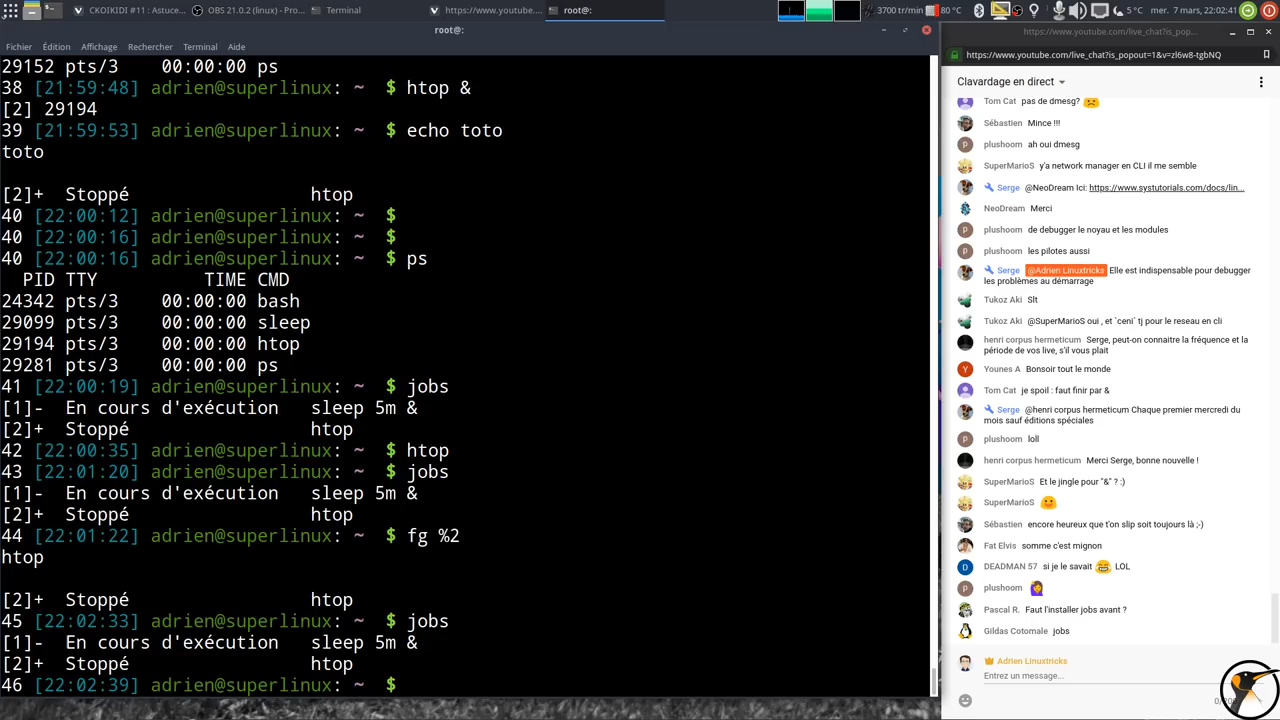 CKOIKIDI #11 : Astuce...
OBS 21.0.2 (linux) - Pro...
Terminal
https://www.youtube....
root@:
3700 tr/min
80 °C
5 °C
mer. 7 mars, 22:02:41
root@:
Fichier Édition Affichage Rechercher Terminal Aide
29152 pts/3 00:00:00 ps
38 [21:59:48] adrien@superlinux: ~ $ htop &
[2] 29194
39 [21:59:53] adrien@superlinux: ~ $ echo toto
toto
[2]+ Stoppé htop
40 [22:00:12] adrien@superlinux: ~ $
40 [22:00:16] adrien@superlinux: ~ $
40 [22:00:16] adrien@superlinux: ~ $ ps
PID TTY TIME CMD
24342 pts/3 00:00:00 bash
29099 pts/3 00:00:00 sleep
29194 pts/3 00:00:00 htop
29281 pts/3 00:00:00 ps
41 [22:00:19] adrien@superlinux: ~ $ jobs
[1]- En cours d'exécution sleep 5m &
[2]+ Stoppé htop
42 [22:00:35] adrien@superlinux: ~ $ htop
43 [22:01:20] adrien@superlinux: ~ $ jobs
[1]- En cours d'exécution sleep 5m &
[2]+ Stoppé htop
44 [22:01:22] adrien@superlinux: ~ $ fg %2
htop
[2]+ Stoppé htop
45 [22:02:33] adrien@superlinux: ~ $ jobs
[1]- En cours d'exécution sleep 5m &
[2]+ Stoppé htop
46 [22:02:39] adrien@superlinux: ~ $
https://www.youtube.com/live_chat?is_pop...
https://www.youtube.com/live_chat?is_popout=1&v=zl6w8-tgbNQ
Clavardage en direct
Tom Cat pas de dmesg?
Sébastien Mince !!!
plushoom ah oui dmesg
SuperMarioS y'a network manager en CLI il me semble
Serge @NeoDream Ici: https://www.systutorials.com/docs/lin...
NeoDream Merci
plushoom de debugger le noyau et les modules
plushoom les pilotes aussi
Serge @Adrien Linuxtricks Elle est indispensable pour debugger
les problèmes au démarrage
Tukoz Aki Slt
Tukoz Aki @SuperMarioS oui , et `ceni` tj pour le reseau en cli
henri corpus hermeticum Serge, peut-on connaitre la fréquence et la
période de vos live, s'il vous plait
Younes A Bonsoir tout le monde
Tom Cat je spoil : faut finir par &
Serge @henri corpus hermeticum Chaque premier mercredi du
mois sauf éditions spéciales
plushoom loll
henri corpus hermeticum Merci Serge, bonne nouvelle !
SuperMarioS Et le jingle pour "&" ? :)
SuperMarioS
Sébastien encore heureux que t'on slip soit toujours là ;-)
Fat Elvis somme c'est mignon
DEADMAN 57 si je le savait LOL
plushoom
Pascal R. Faut l'installer jobs avant ?
Gildas Cotomale jobs
Adrien Linuxtricks
Entrez un message...